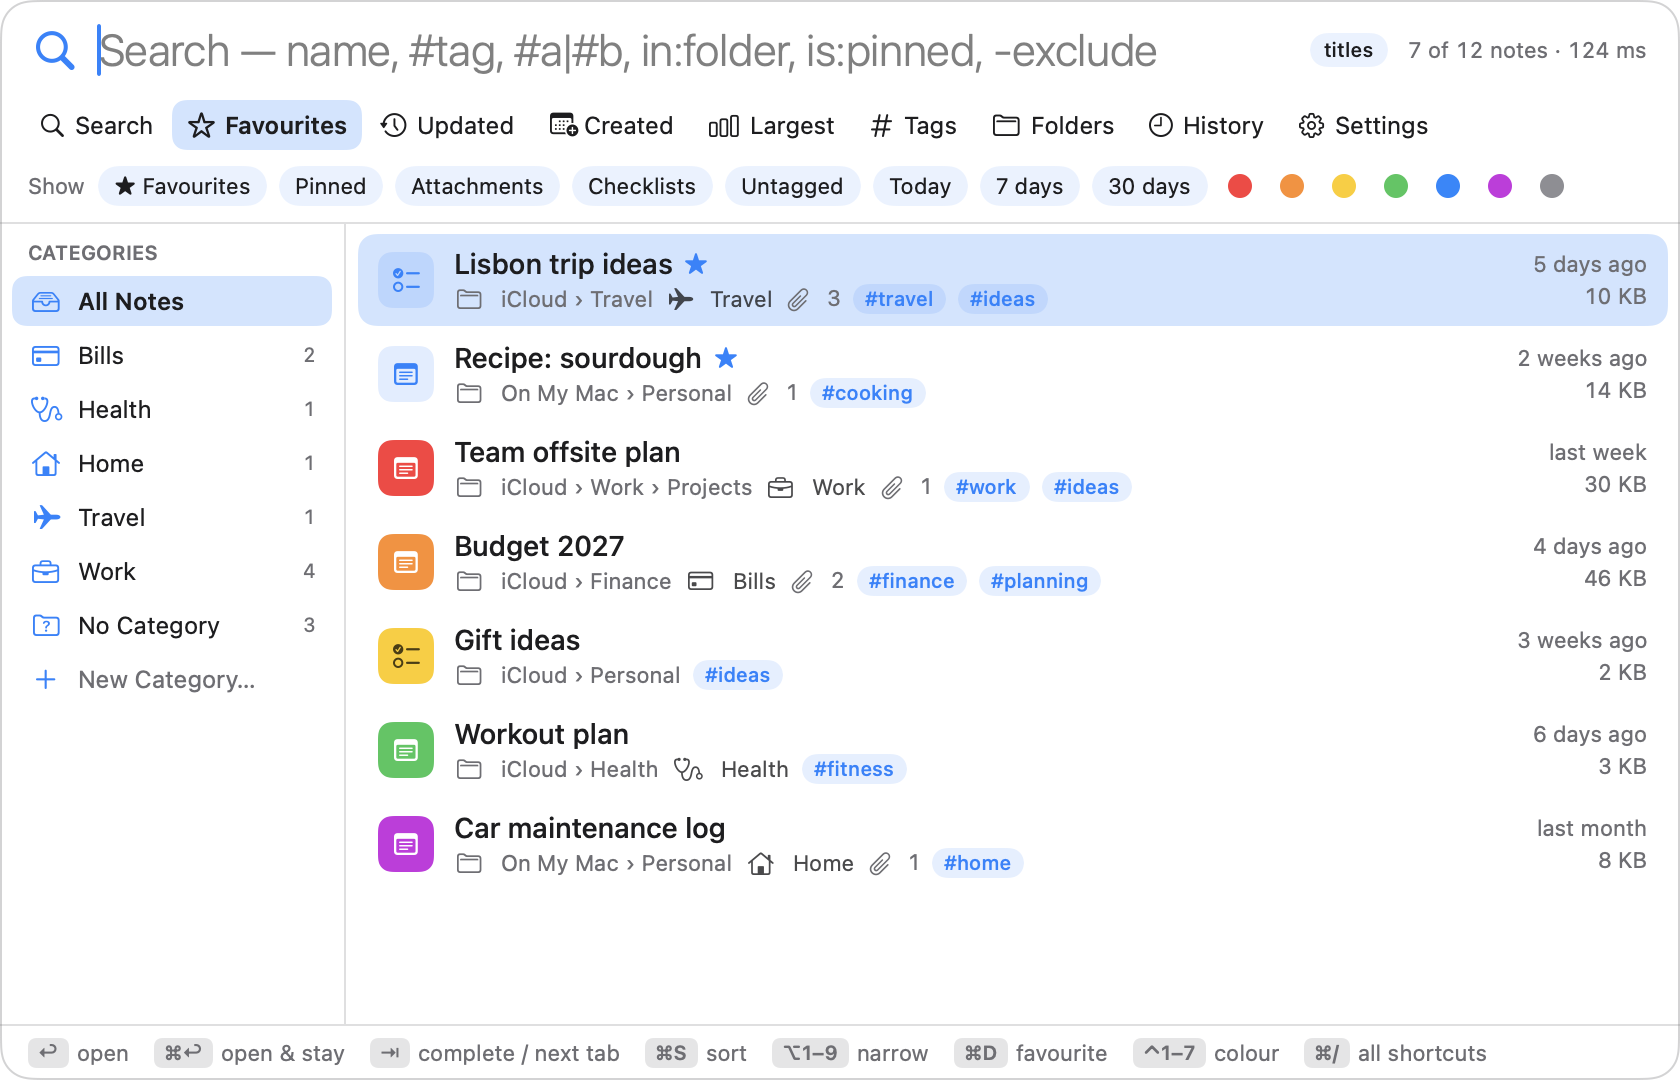 Search — name, #tag, #a|#b, in:folder, is:pinned, -exclude
titles 7 of 12 notes · 124 ms
Search Favourites Updated Created Largest # Tags Folders History Settings
Show ★ Favourites Pinned Attachments Checklists Untagged Today 7 days 30 days
CATEGORIES
All Notes
Bills 2
Health 1
Home 1
Travel 1
Work 4
No Category 3
+ New Category...
Lisbon trip ideas ★ 5 days ago
iCloud › Travel Travel 3 #travel #ideas 10 KB
Recipe: sourdough ★ 2 weeks ago
On My Mac › Personal 1 #cooking 14 KB
Team offsite plan last week
iCloud › Work › Projects Work 1 #work #ideas 30 KB
Budget 2027 4 days ago
iCloud › Finance Bills 2 #finance #planning 46 KB
Gift ideas 3 weeks ago
iCloud › Personal #ideas 2 KB
Workout plan 6 days ago
iCloud › Health Health #fitness 3 KB
Car maintenance log last month
On My Mac › Personal Home 1 #home 8 KB
↩ open ⌘↩ open & stay ⇥ complete / next tab ⌘S sort ⌥1–9 narrow ⌘D favourite ^1–7 colour ⌘/ all shortcuts